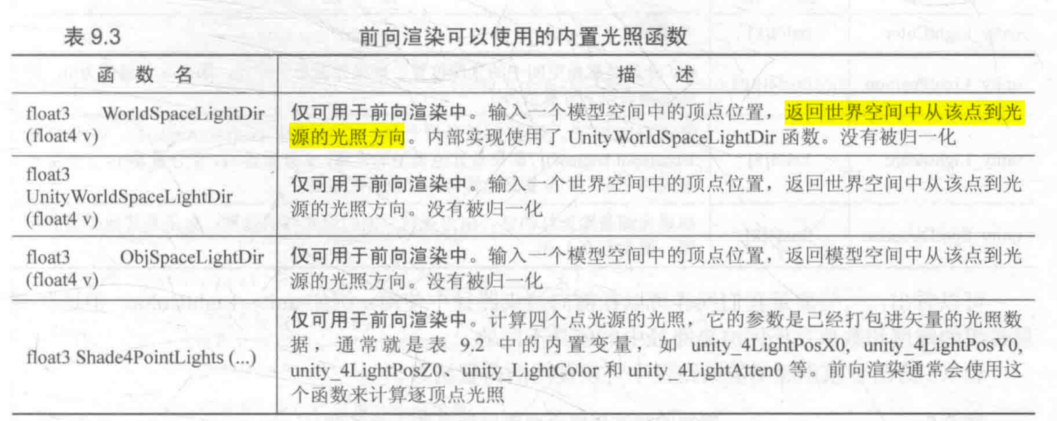 表 9.3 前向渲染可以使用的内置光照函数
函 数 名 描 述
float3 WorldSpaceLightDir
(float4 v)
仅可用于前向渲染中。输入一个模型空间中的顶点位置，返回世界空间中从该点到光
源的光照方向。内部实现使用了 UnityWorldSpaceLightDir 函数。没有被归一化
float3
UnityWorldSpaceLightDir
(float4 v)
仅可用于前向渲染中。输入一个世界空间中的顶点位置，返回世界空间中从该点到光
源的光照方向。没有被归一化
float3 ObjSpaceLightDir
(float4 v)
仅可用于前向渲染中。输入一个模型空间中的顶点位置，返回模型空间中从该点到光
源的光照方向。没有被归一化
float3 Shade4PointLights (...)
仅可用于前向渲染中。计算四个点光源的光照，它的参数是已经打包进矢量的光照数
据，通常就是表 9.2 中的内置变量，如 unity_4LightPosX0, unity_4LightPosY0,
unity_4LightPosZ0、unity_LightColor 和 unity_4LightAtten0 等。前向渲染通常会使用这
个函数来计算逐顶点光照